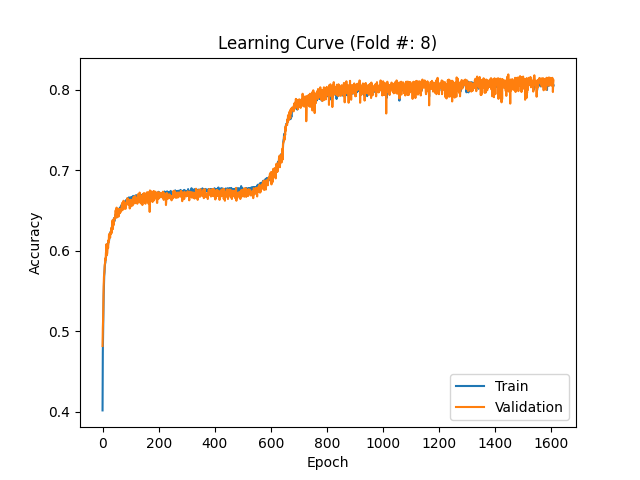 Learning Curve (Fold #: 8)
0.8
0.7
0.6
0.5
0.4
Accuracy
0 200 400 600 800 1000 1200 1400 1600
Epoch
Train
Validation